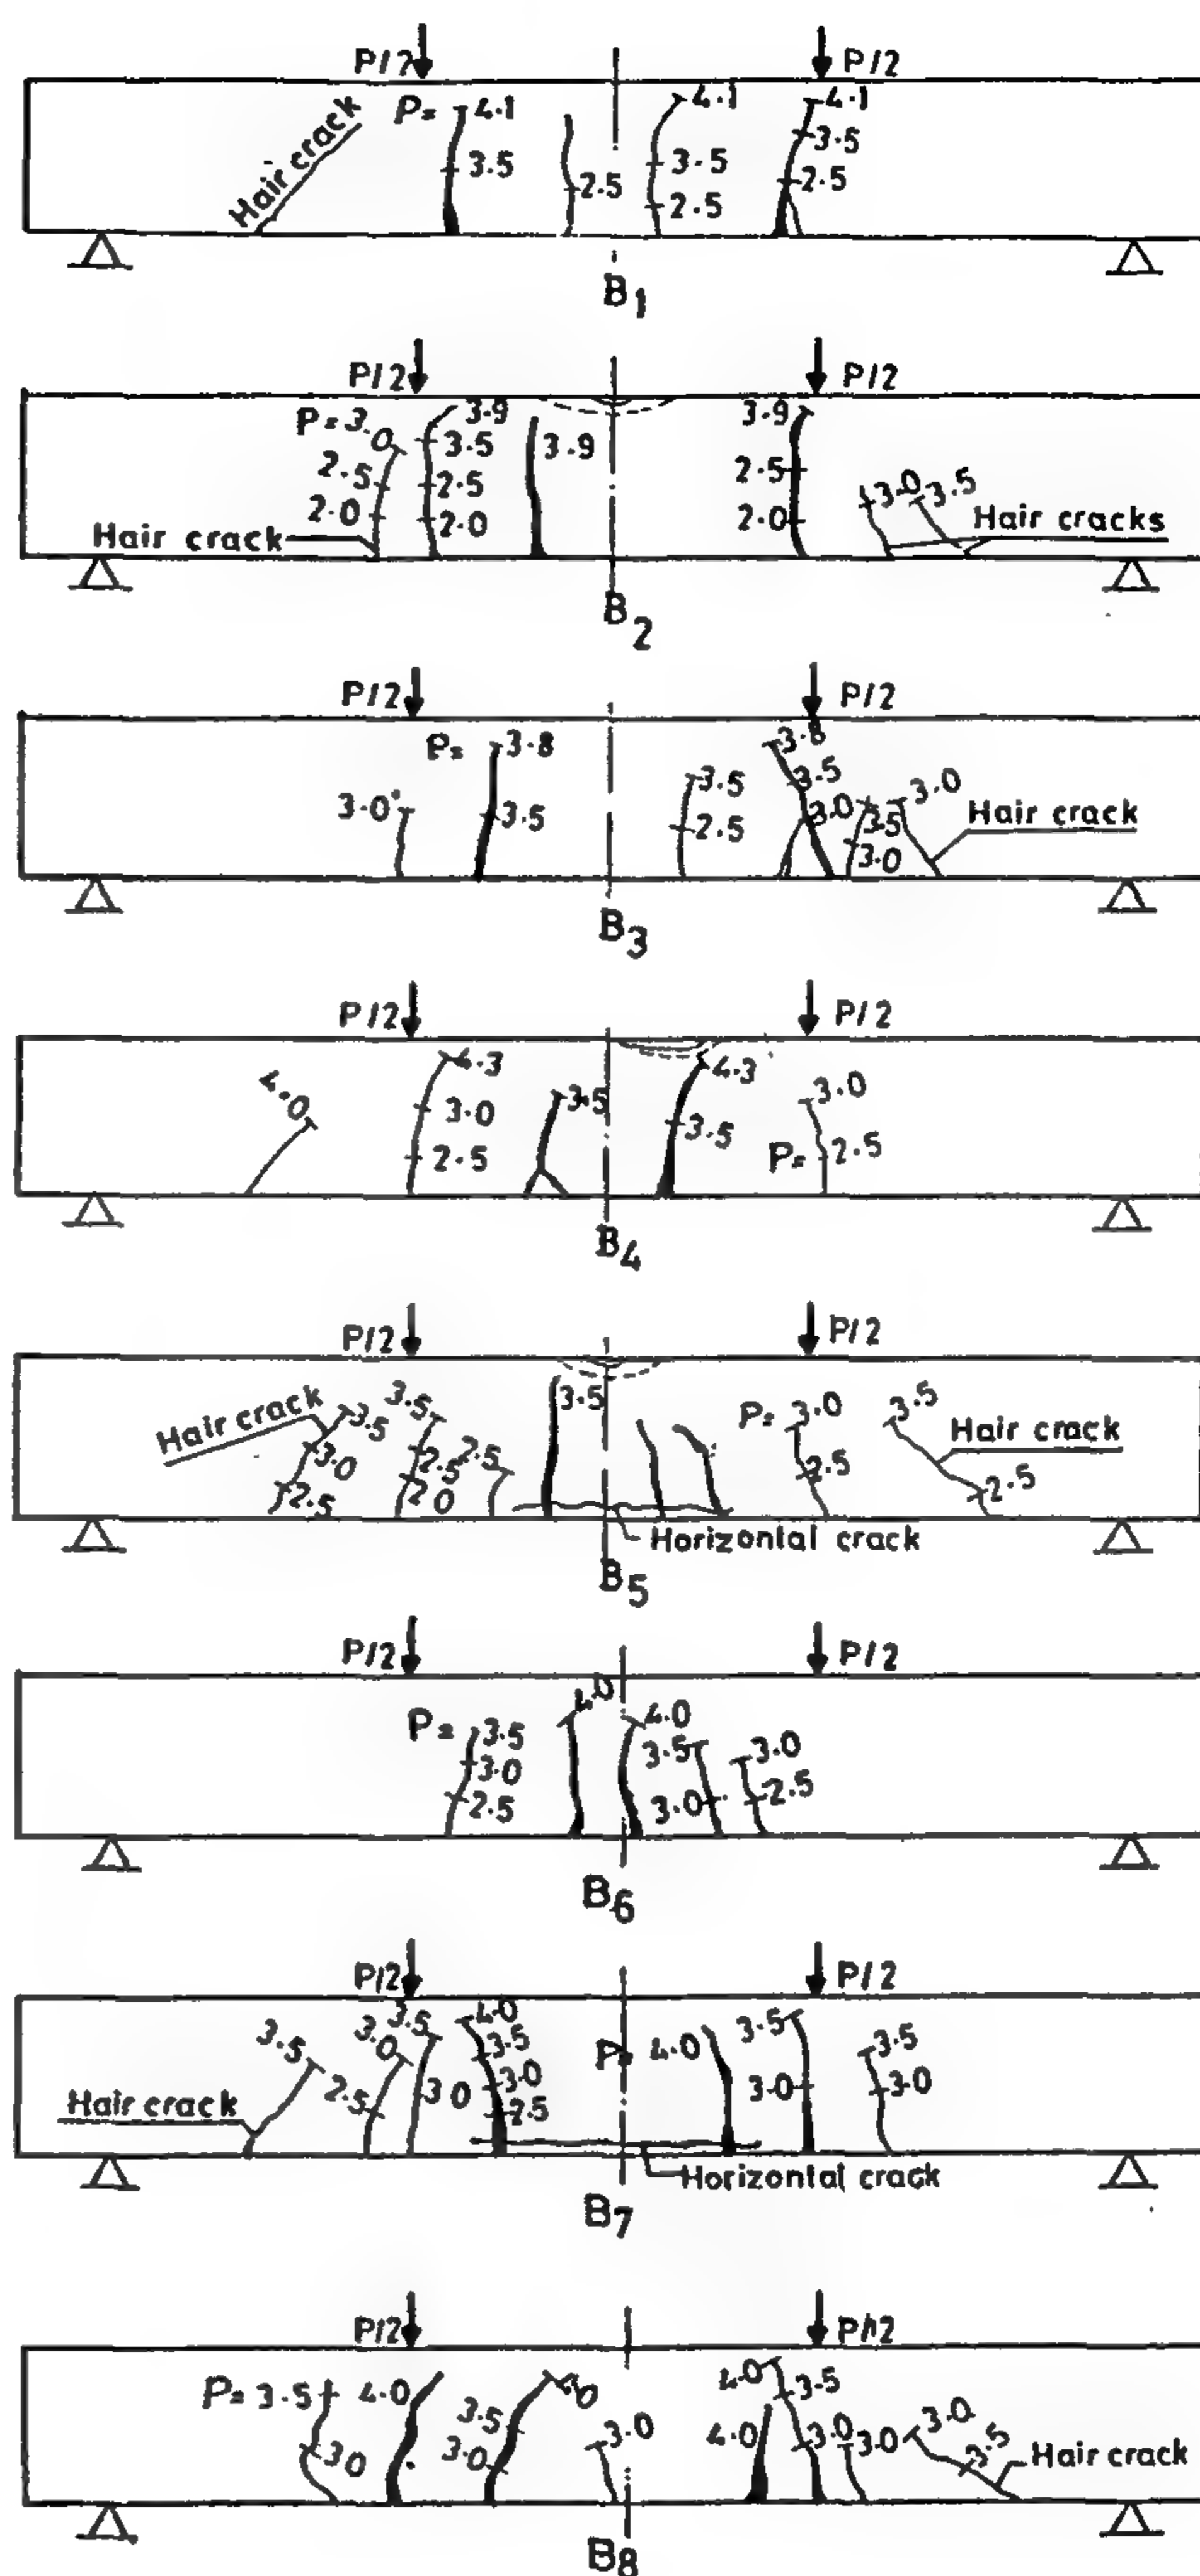 P/2 P/2
Hair crack P= 4.1 4.1 4.1
3.5 3.5 3.5
2.5 2.5 2.5
B1
P/2 P/2
P=3.0 3.9 3.9
3.5 3.9
2.5 2.5 2.5 3.0 3.5
2.0 2.0 2.0
Hair crack Hair cracks
B2
P/2 P/2
P= 3.8 3.8
3.5 3.5 3.0
3.0 3.5 2.5 3.0 3.5 Hair crack
3.0
B3
P/2 P/2
4.0 4.3 3.5 4.3 3.0
3.0 3.5
2.5 P= 2.5
B4
P/2 P/2
Hair crack 3.5 3.5 3.5 P= 3.0 3.5 Hair crack
3.0 2.5 2.5 2.5
2.5 2.0 2.5
Horizontal crack
B5
P/2 P/2
4.0 4.0
P= 3.5 3.5 3.0
3.0 2.5
2.5 3.0
B6
P/2 P/2
3.5 3.0 3.5 4.0 P= 4.0 3.5 3.5
3.5
2.5 3.0 3.0 3.0 3.0
Hair crack 2.5
Horizontal crack
B7
P/2 P/2
P= 3.5 4.0 4.0 4.0 3.5
3.5 3.0 4.0 3.0 3.0 3.0
3.0 3.0 3.5 Hair crack
B8